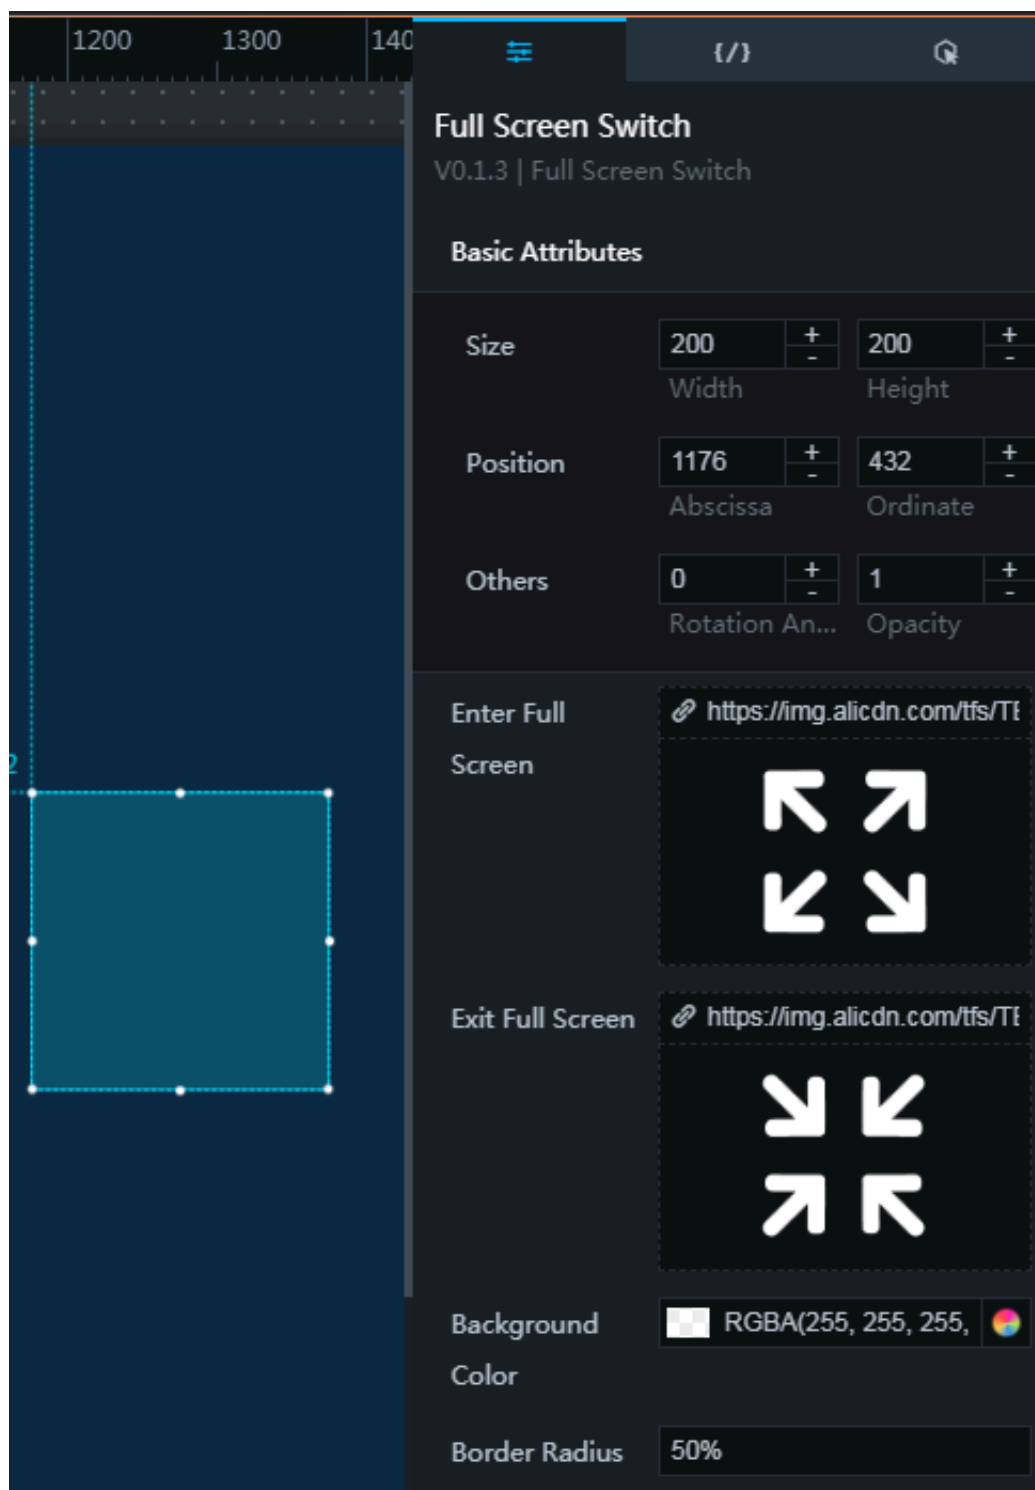 1200
1300
140
{/}
Full Screen Switch
V0.1.3 | Full Screen Switch
Basic Attributes
Size
200 + -
200 + -
Width
Height
Position
1176 + -
432 + -
Abscissa
Ordinate
Others
0 + -
1 + -
Rotation An...
Opacity
Enter Full
Screen
https://img.alicdn.com/tfs/TE
2
Exit Full Screen
https://img.alicdn.com/tfs/TE
Background
Color
RGBA(255, 255, 255,
Border Radius
50%